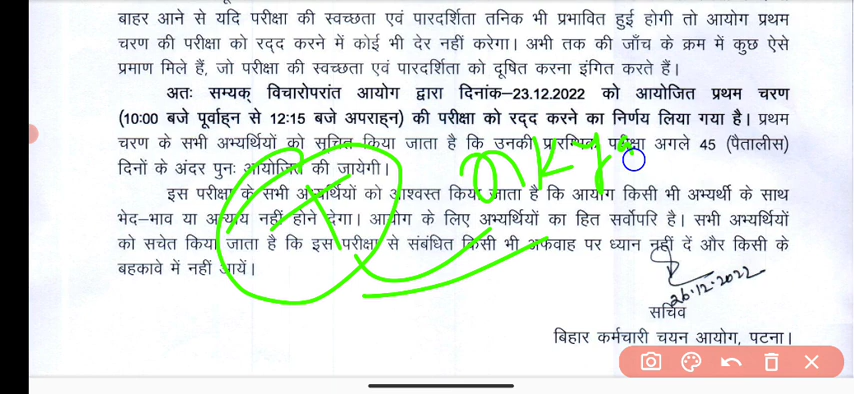 बाहर आने से यदि परीक्षा की स्वच्छता एवं पारदर्शिता तनिक भी प्रभावित हुई होगी तो आयोग प्रथम
चरण की परीक्षा को रद्द करने में कोई भी देर नहीं करेगा। अभी तक की जाँच के क्रम में कुछ ऐसे
प्रमाण मिले हैं, जो परीक्षा की स्वच्छता एवं पारदर्शिता को दूषित करना इंगित करते हैं।
अतः सम्यक् विचारोपरांत आयोग द्वारा दिनांक–23.12.2022 को आयोजित प्रथम चरण
(10:00 बजे पूर्वाहन से 12:15 बजे अपराहन) की परीक्षा को रद्द करने का निर्णय लिया गया है। प्रथम
चरण के सभी अभ्यर्थियों को सूचित किया जाता है कि उनकी प्रारम्भिक परीक्षा अगले 45 (पैतालीस)
दिनों के अंदर पुनः आयोजित की जायेगी।
इस परीक्षा के सभी अभ्यर्थियों को आश्वस्त किया जाता है कि आयोग किसी भी अभ्यर्थी के साथ
भेद–भाव या अन्याय नहीं होने देगा। आयोग के लिए अभ्यर्थियों का हित सर्वोपरि है। सभी अभ्यर्थियों
को सचेत किया जाता है कि इस परीक्षा से संबंधित किसी भी अफवाह पर ध्यान नहीं दें और किसी के
बहकावे में नहीं आयें।
26.12.2022
सचिव
बिहार कर्मचारी चयन आयोग, पटना।